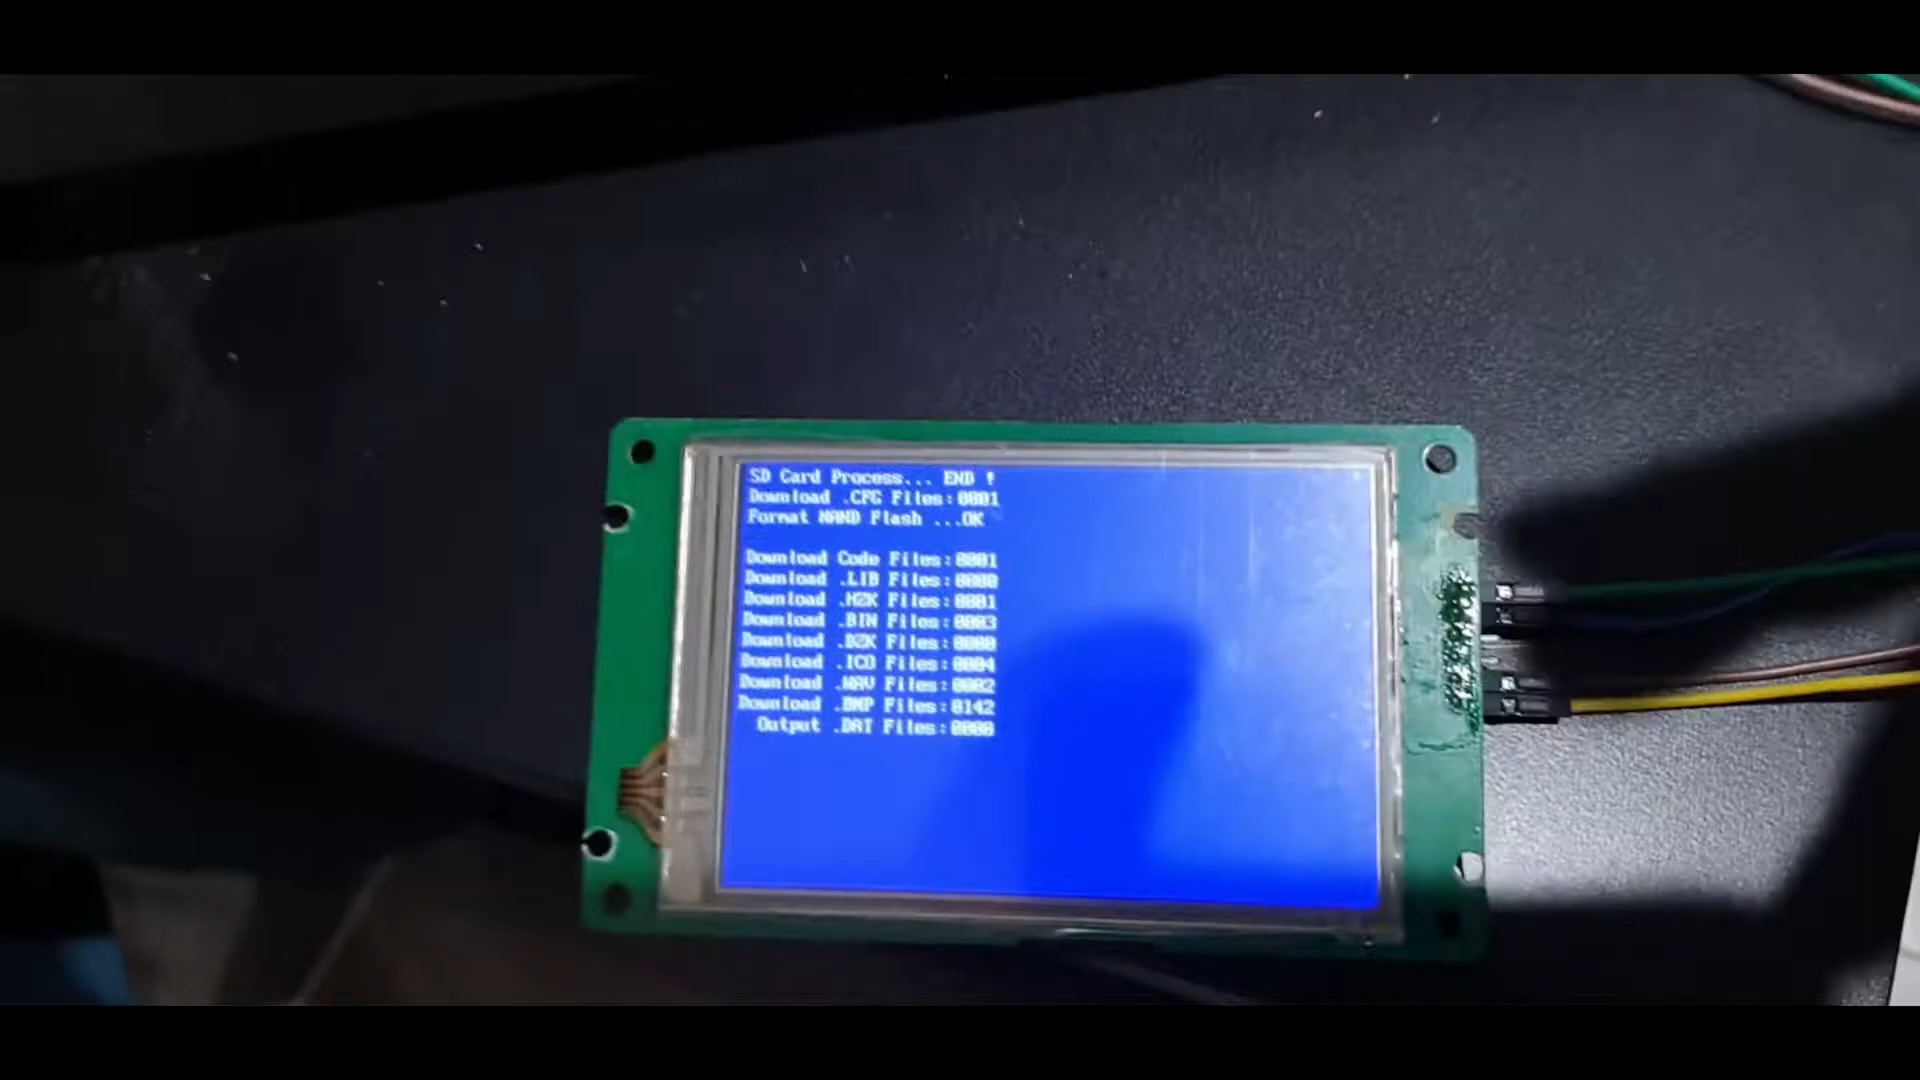 SD Card Process... END !
Download .CFG Files:0001
Format NAND Flash ...OK
Download Code Files:0001
Download .LIB Files:0000
Download .HZK Files:0001
Download .BIN Files:0003
Download .DZK Files:0000
Download .ICO Files:0004
Download .WAV Files:0002
Download .BMP Files:0142
Output .DAT Files:0000